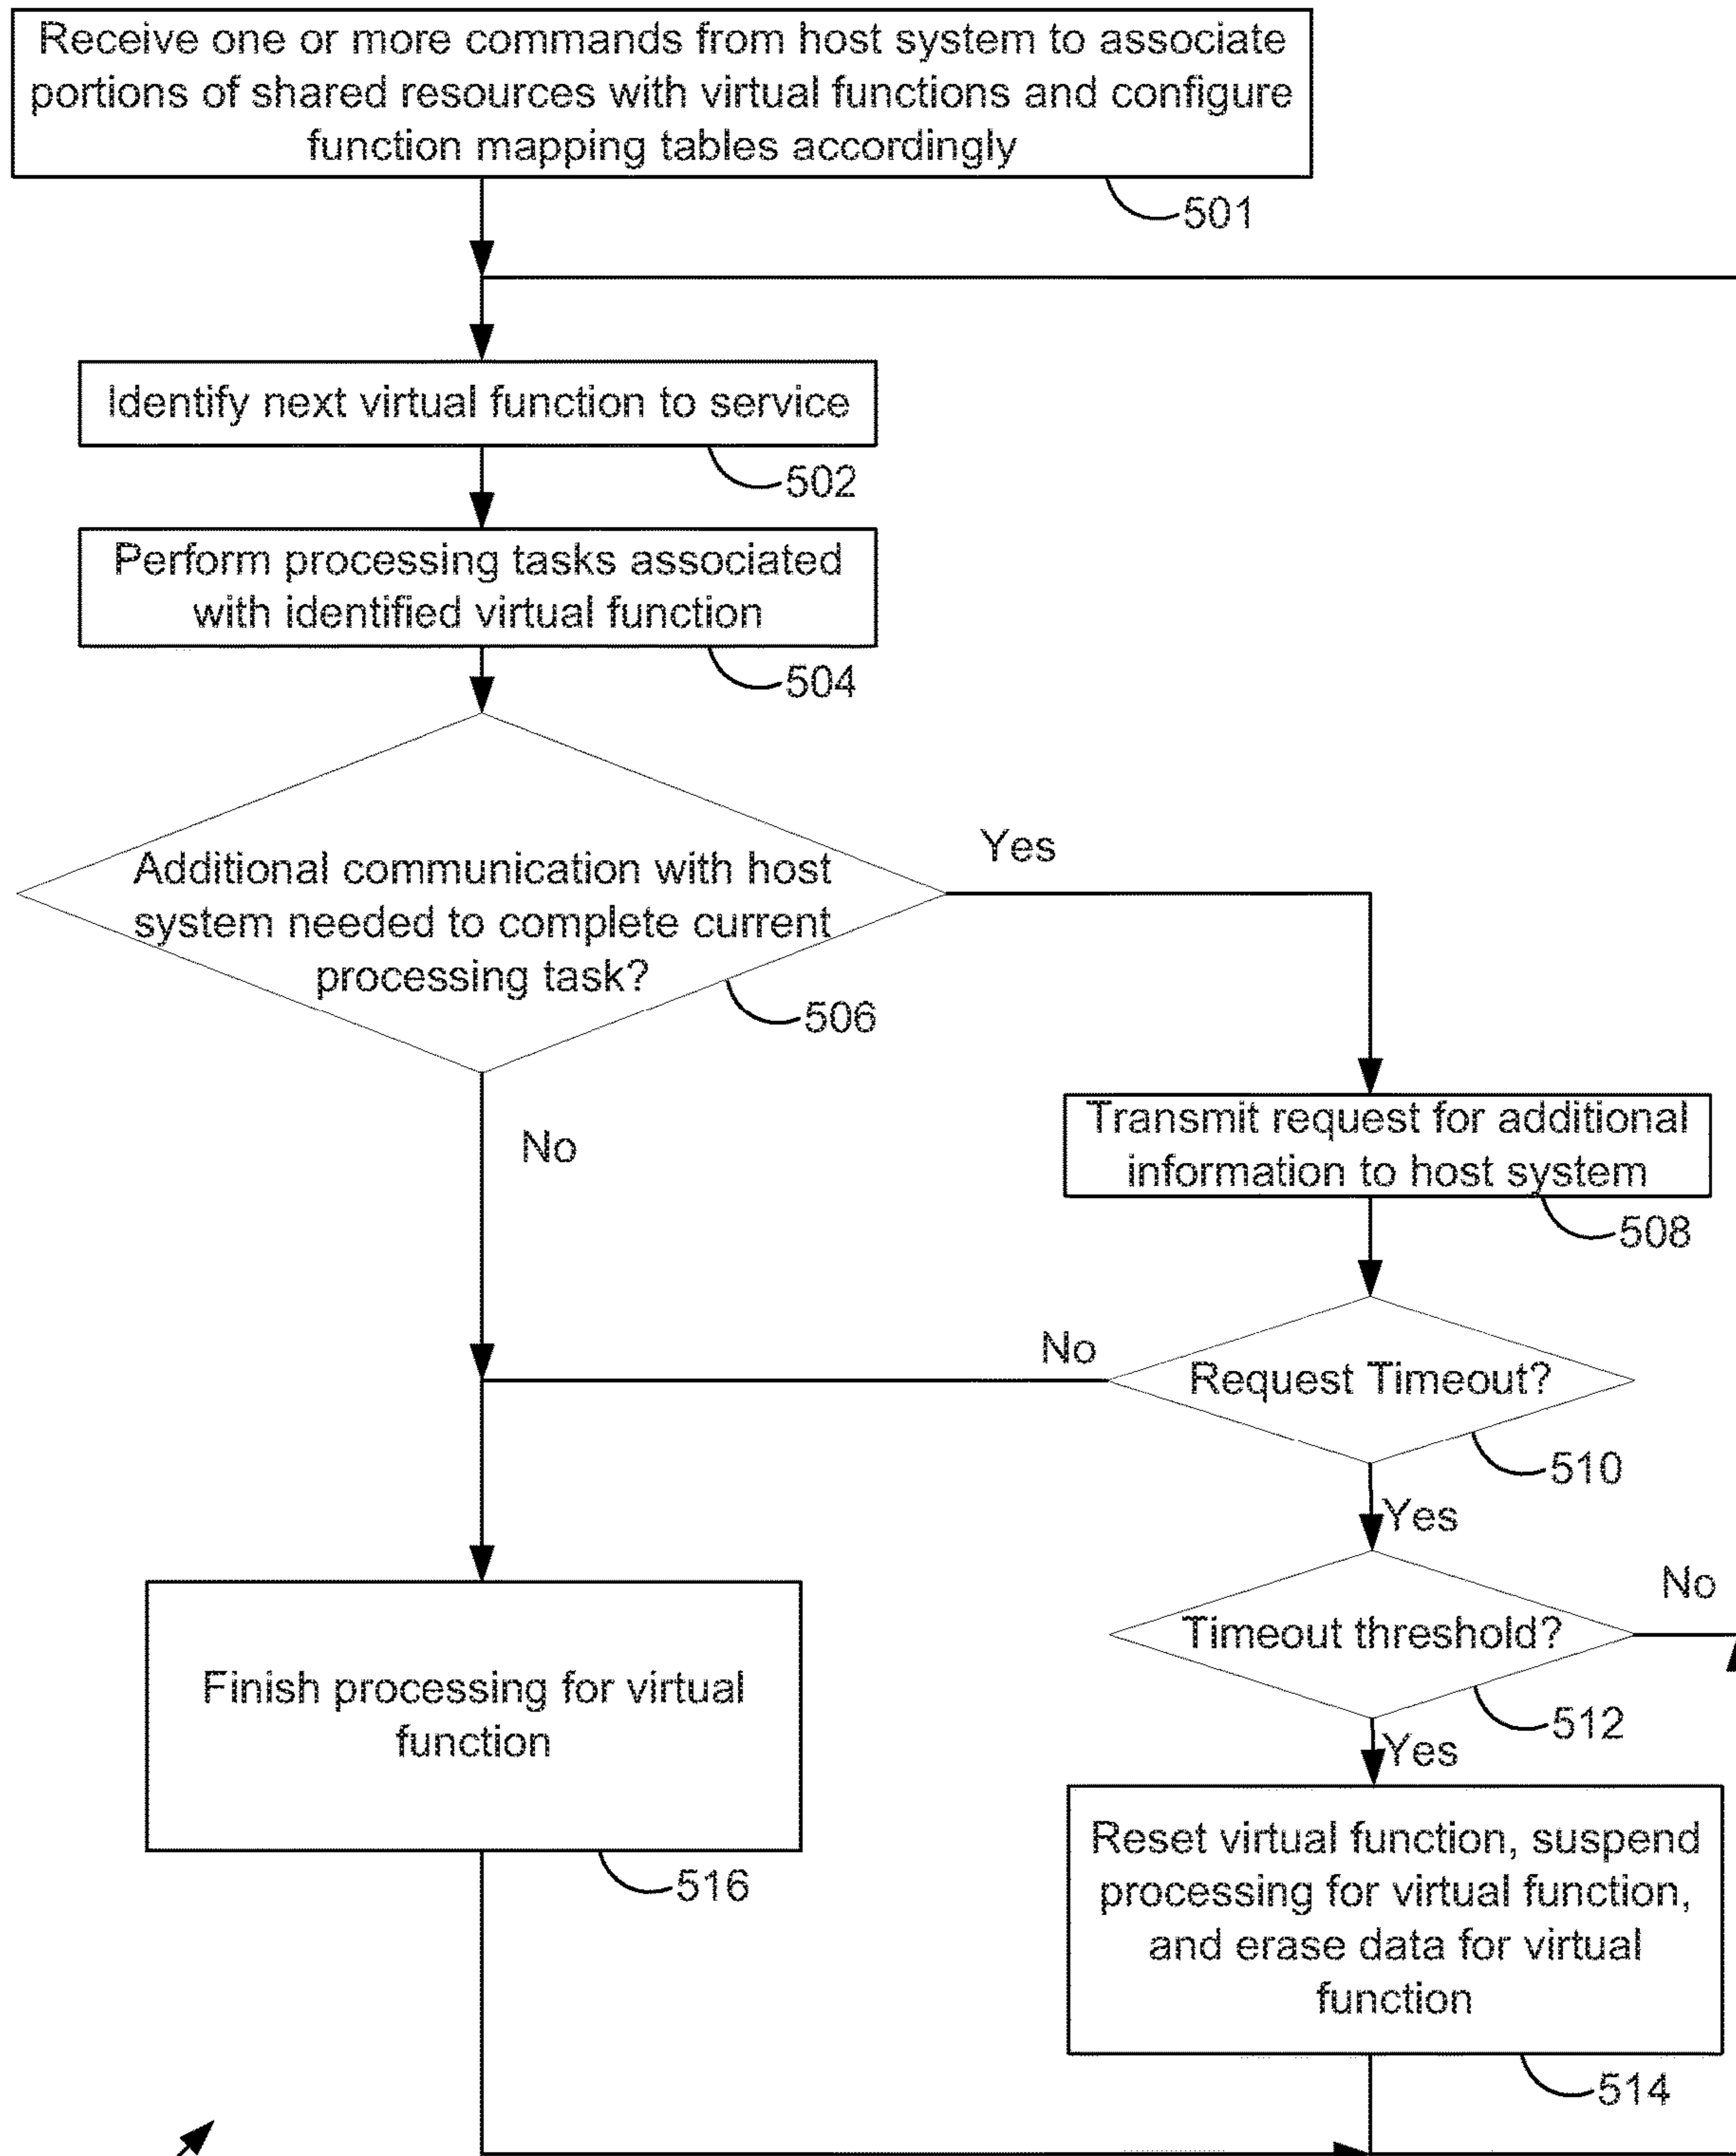 Receive one or more commands from host system to associate
portions of shared resources with virtual functions and configure
function mapping tables accordingly
501
Identify next virtual function to service
502
Perform processing tasks associated
with identified virtual function
504
Additional communication with host
system needed to complete current
processing task?
506
Yes
No
Transmit request for additional
information to host system
508
No
Request Timeout?
510
Yes
No
Timeout threshold?
512
Yes
Finish processing for virtual
function
516
Reset virtual function, suspend
processing for virtual function,
and erase data for virtual
function
514